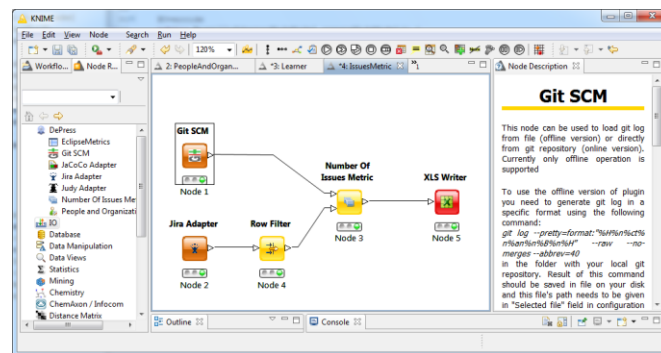 KNIME
File Edit View Node Search Run Help
120%
Workflo... Node R...
2: PeopleAndOrgan... *3: Learner *4: IssuesMetric »1
Node Description
DePress
EclipseMetrics
Git SCM
JaCoCo Adapter
Jira Adapter
Judy Adapter
Number Of Issues Me
People and Organizati
IO
Database
Data Manipulation
Data Views
Statistics
Mining
Chemistry
ChemAxon / Infocom
Distance Matrix
Git SCM
Node 1
Number Of
Issues Metric
Node 3
XLS Writer
Node 5
Jira Adapter
Node 2
Row Filter
Node 4
Git SCM
This node can be used to load git log
from file (offline version) or directly
from git repository (online version).
Currently only offline operation is
supported
To use the offline version of plugin
you need to generate git log in a
specific format using the following
command:
git log --pretty=format:"%H%n%ct%
n%an%n%B%n%H" --raw --no-
merges --abbrev=40
in the folder with your local git
repository. Result of this command
should be saved in file on your disk
and this file's path needs to be given
in "Selected file" field in configuration
Outline Console